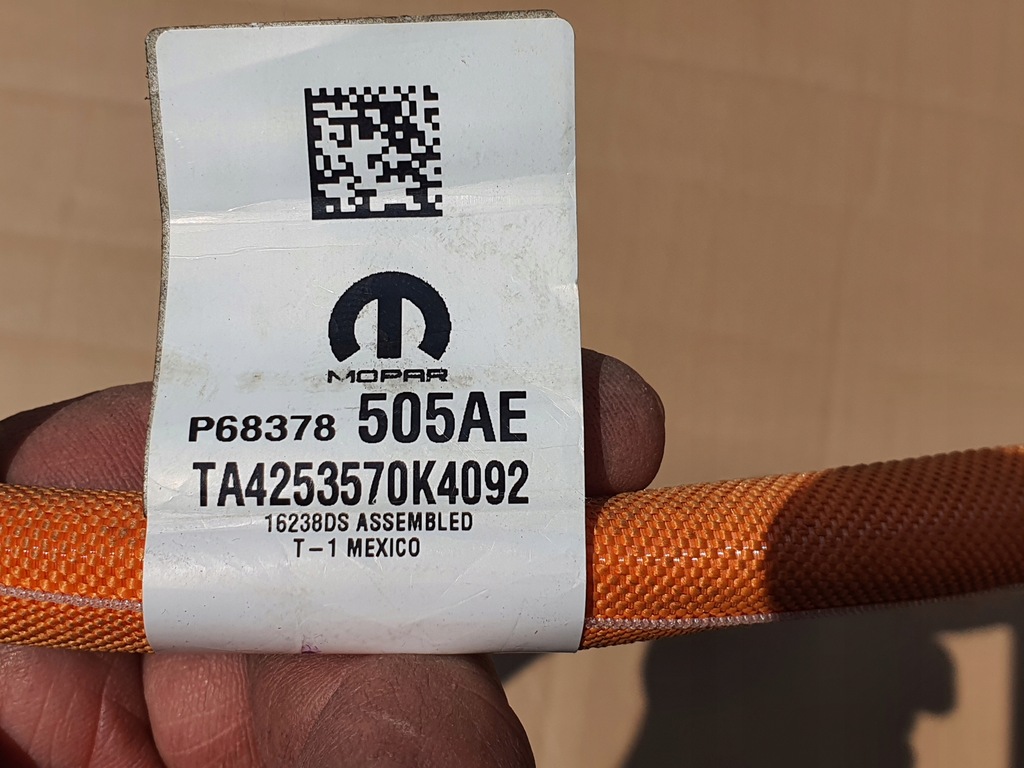 MOPAR
P68378 505AE
TA4253570K4092
16238DS ASSEMBLED
T-1 MEXICO